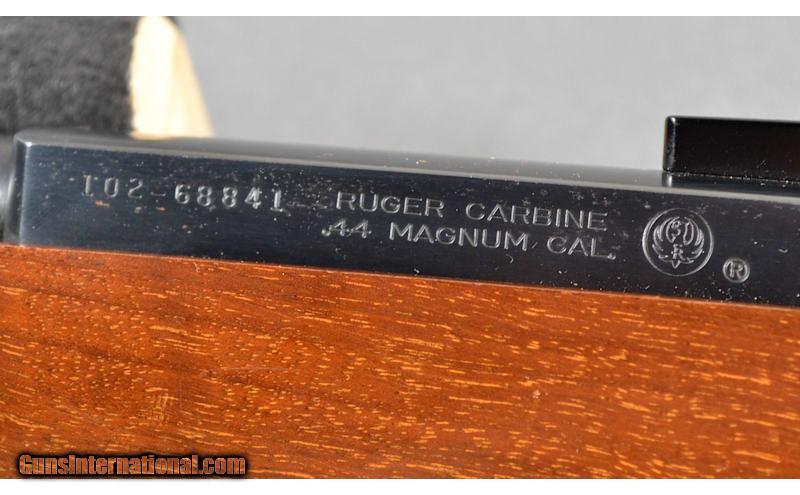 102-68841
RUGER CARBINE
.44 MAGNUM CAL.
R
®
GunsInternational.com